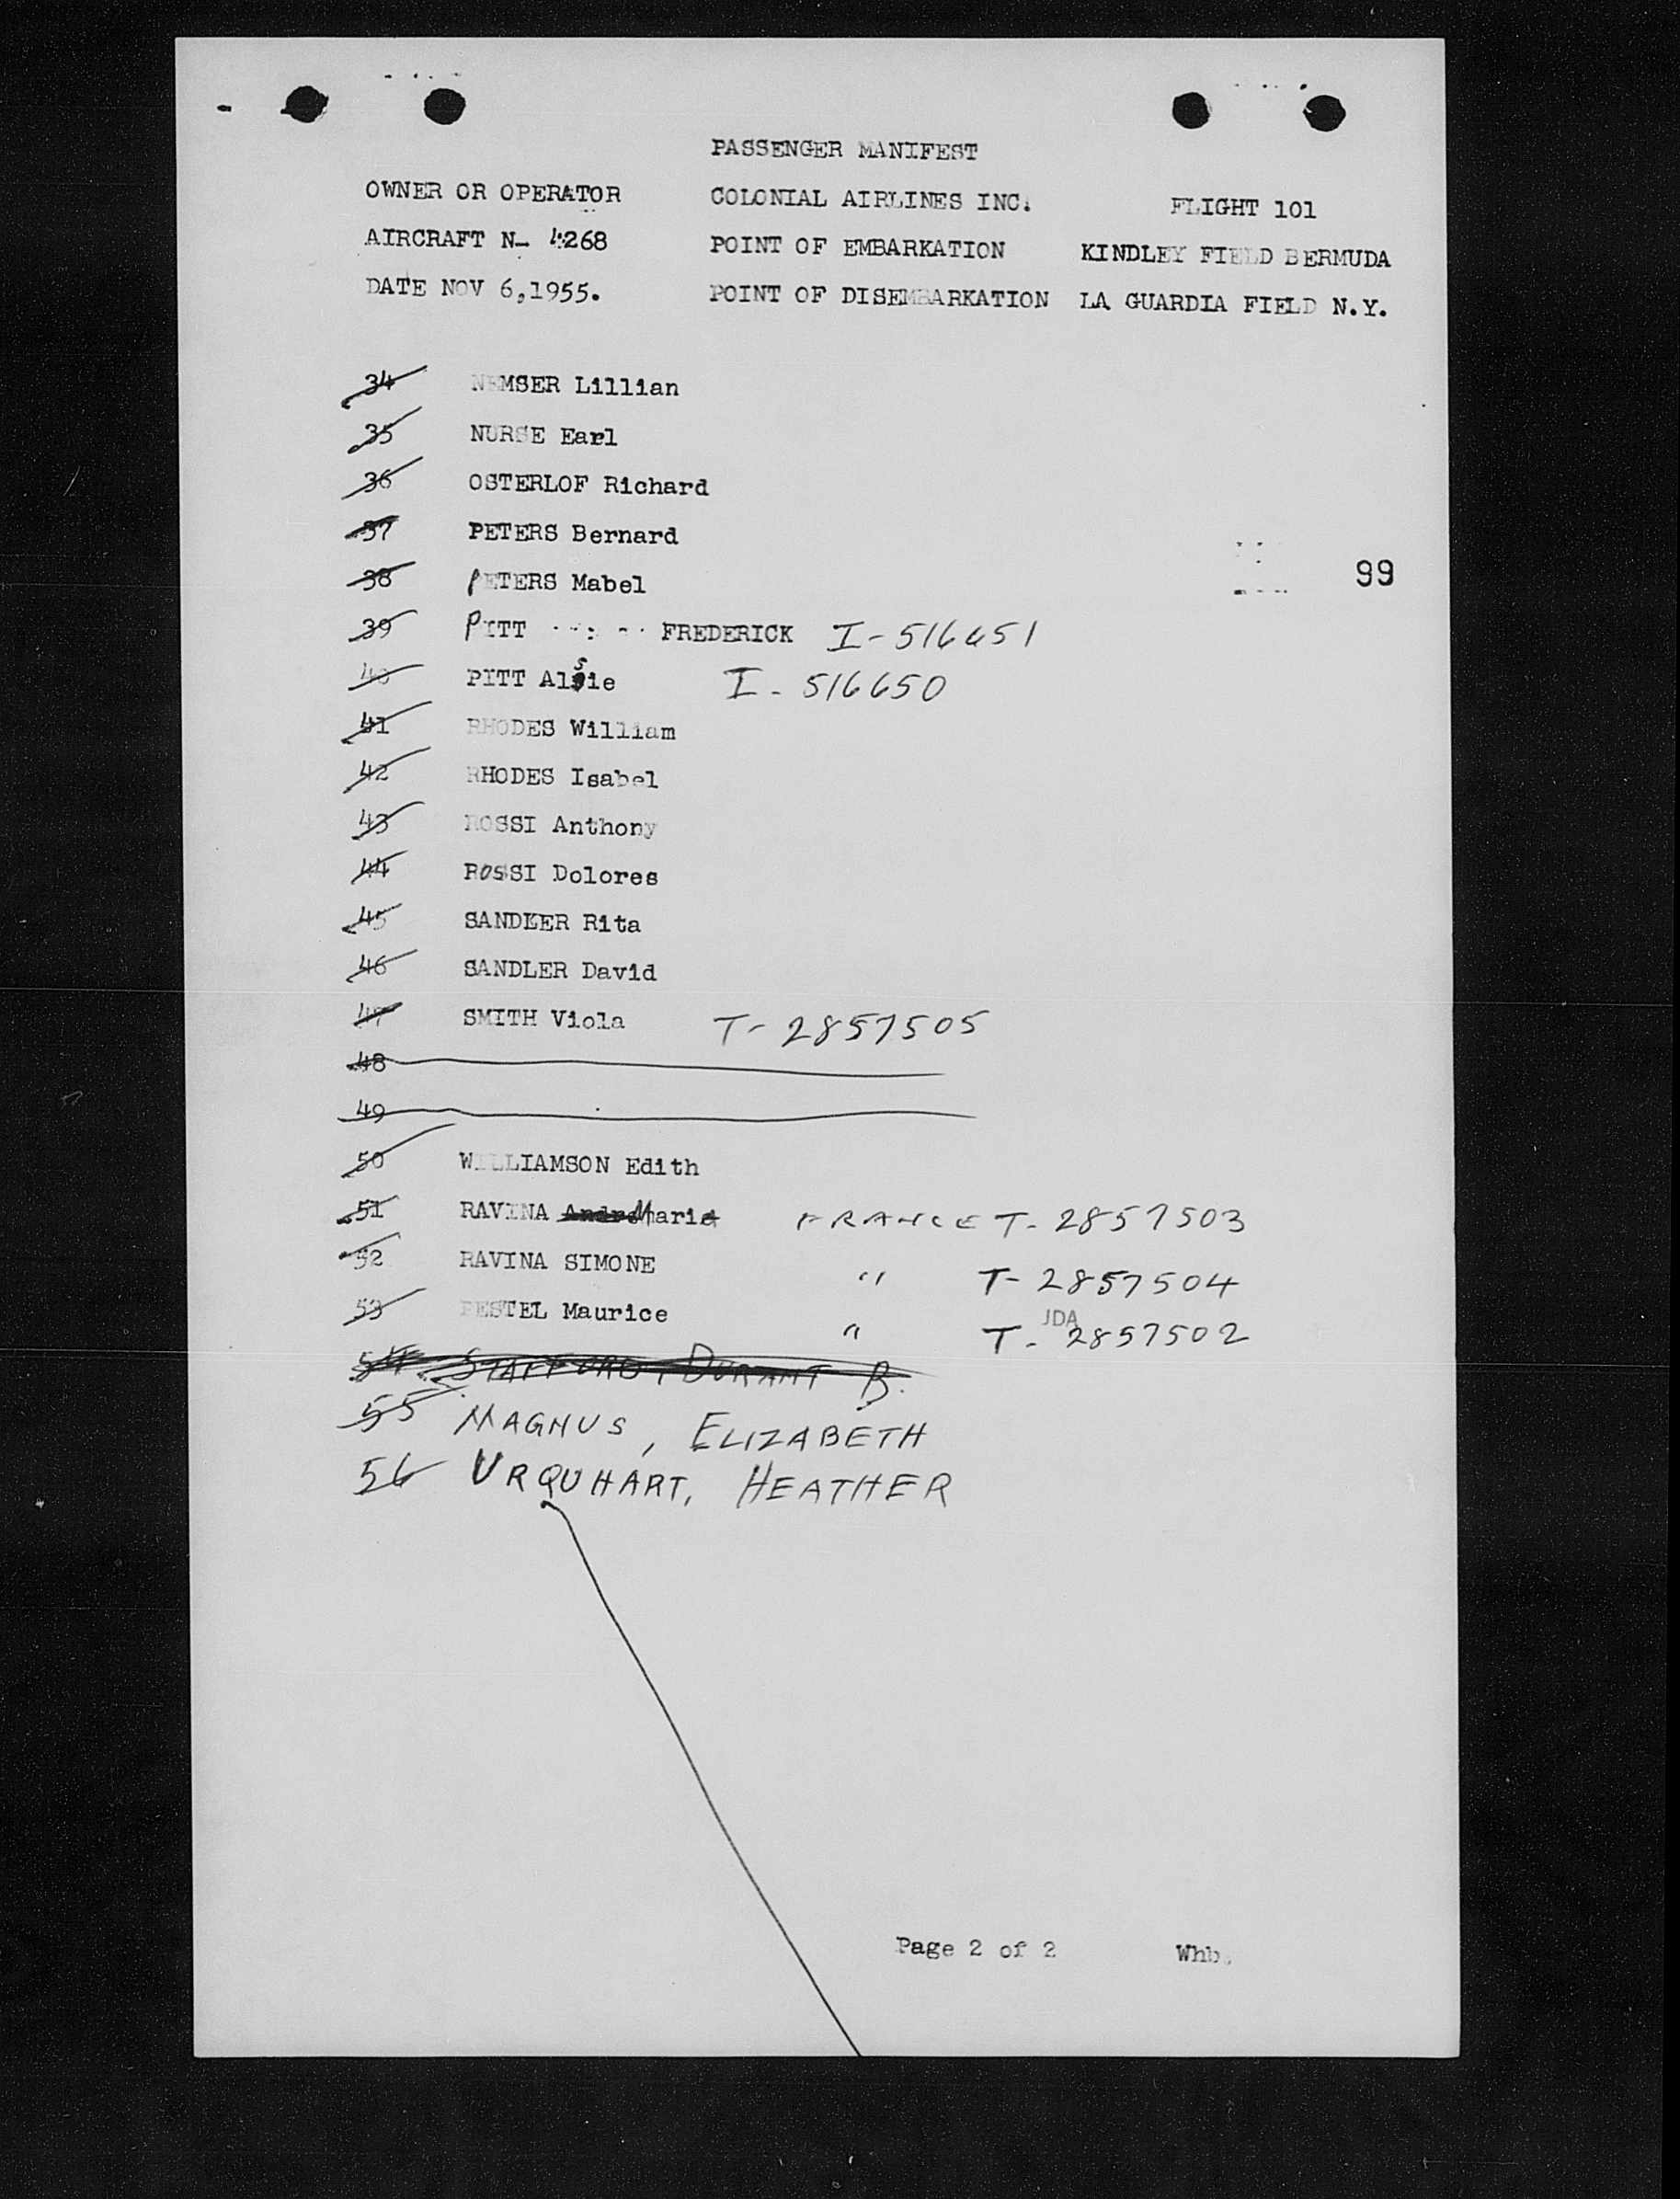 PASSENGER MANIFEST
OWNER OR OPERATOR COLONIAL AIRLINES INC. FLIGHT 101
AIRCRAFT N- 4268 POINT OF EMBARKATION KINDLEY FIELD BERMUDA
DATE NOV 6,1955. POINT OF DISEMBARKATION LA GUARDIA FIELD N.Y.
34 NEMSER Lillian
35 NURSE Earl
36 OSTERLOF Richard
37 PETERS Bernard
99
38 PETERS Mabel
39 PITT FREDERICK I-516651
40 PITT Alsie I-516650
41 RHODES William
42 RHODES Isabel
43 ROSSI Anthony
44 ROSSI Dolores
45 SANDLER Rita
46 SANDLER David
47 SMITH Viola T-2857505
48
49
50 WILLIAMSON Edith
51 RAVINA Marie FRANCE T-2857503
52 RAVINA SIMONE " T-2857504
53 PESTEL Maurice " T-2857502
JDA
54 STAFFORD, DURANT B.
55 MAGNUS, ELIZABETH
56 URQUHART, HEATHER
Page 2 of 2 Whb.